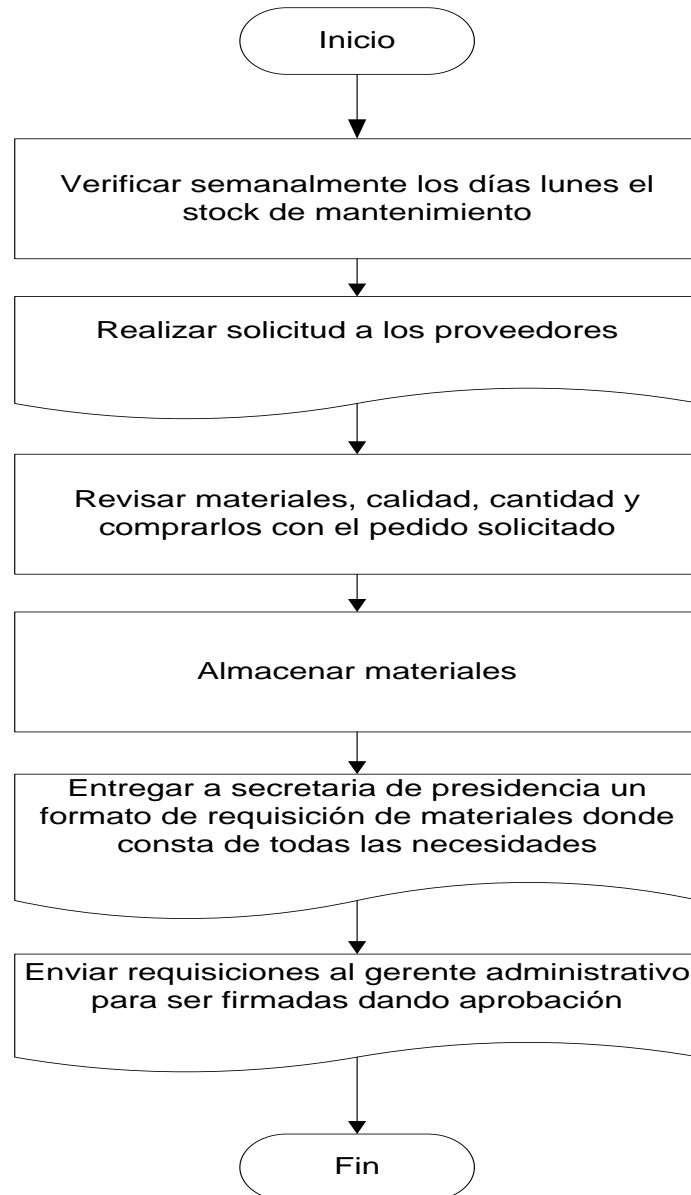 Inicio
Verificar semanalmente los días lunes el
stock de mantenimiento
Realizar solicitud a los proveedores
Revisar materiales, calidad, cantidad y
comprarlos con el pedido solicitado
Almacenar materiales
Entregar a secretaria de presidencia un
formato de requisición de materiales donde
consta de todas las necesidades
Enviar requisiciones al gerente administrativo
para ser firmadas dando aprobación
Fin